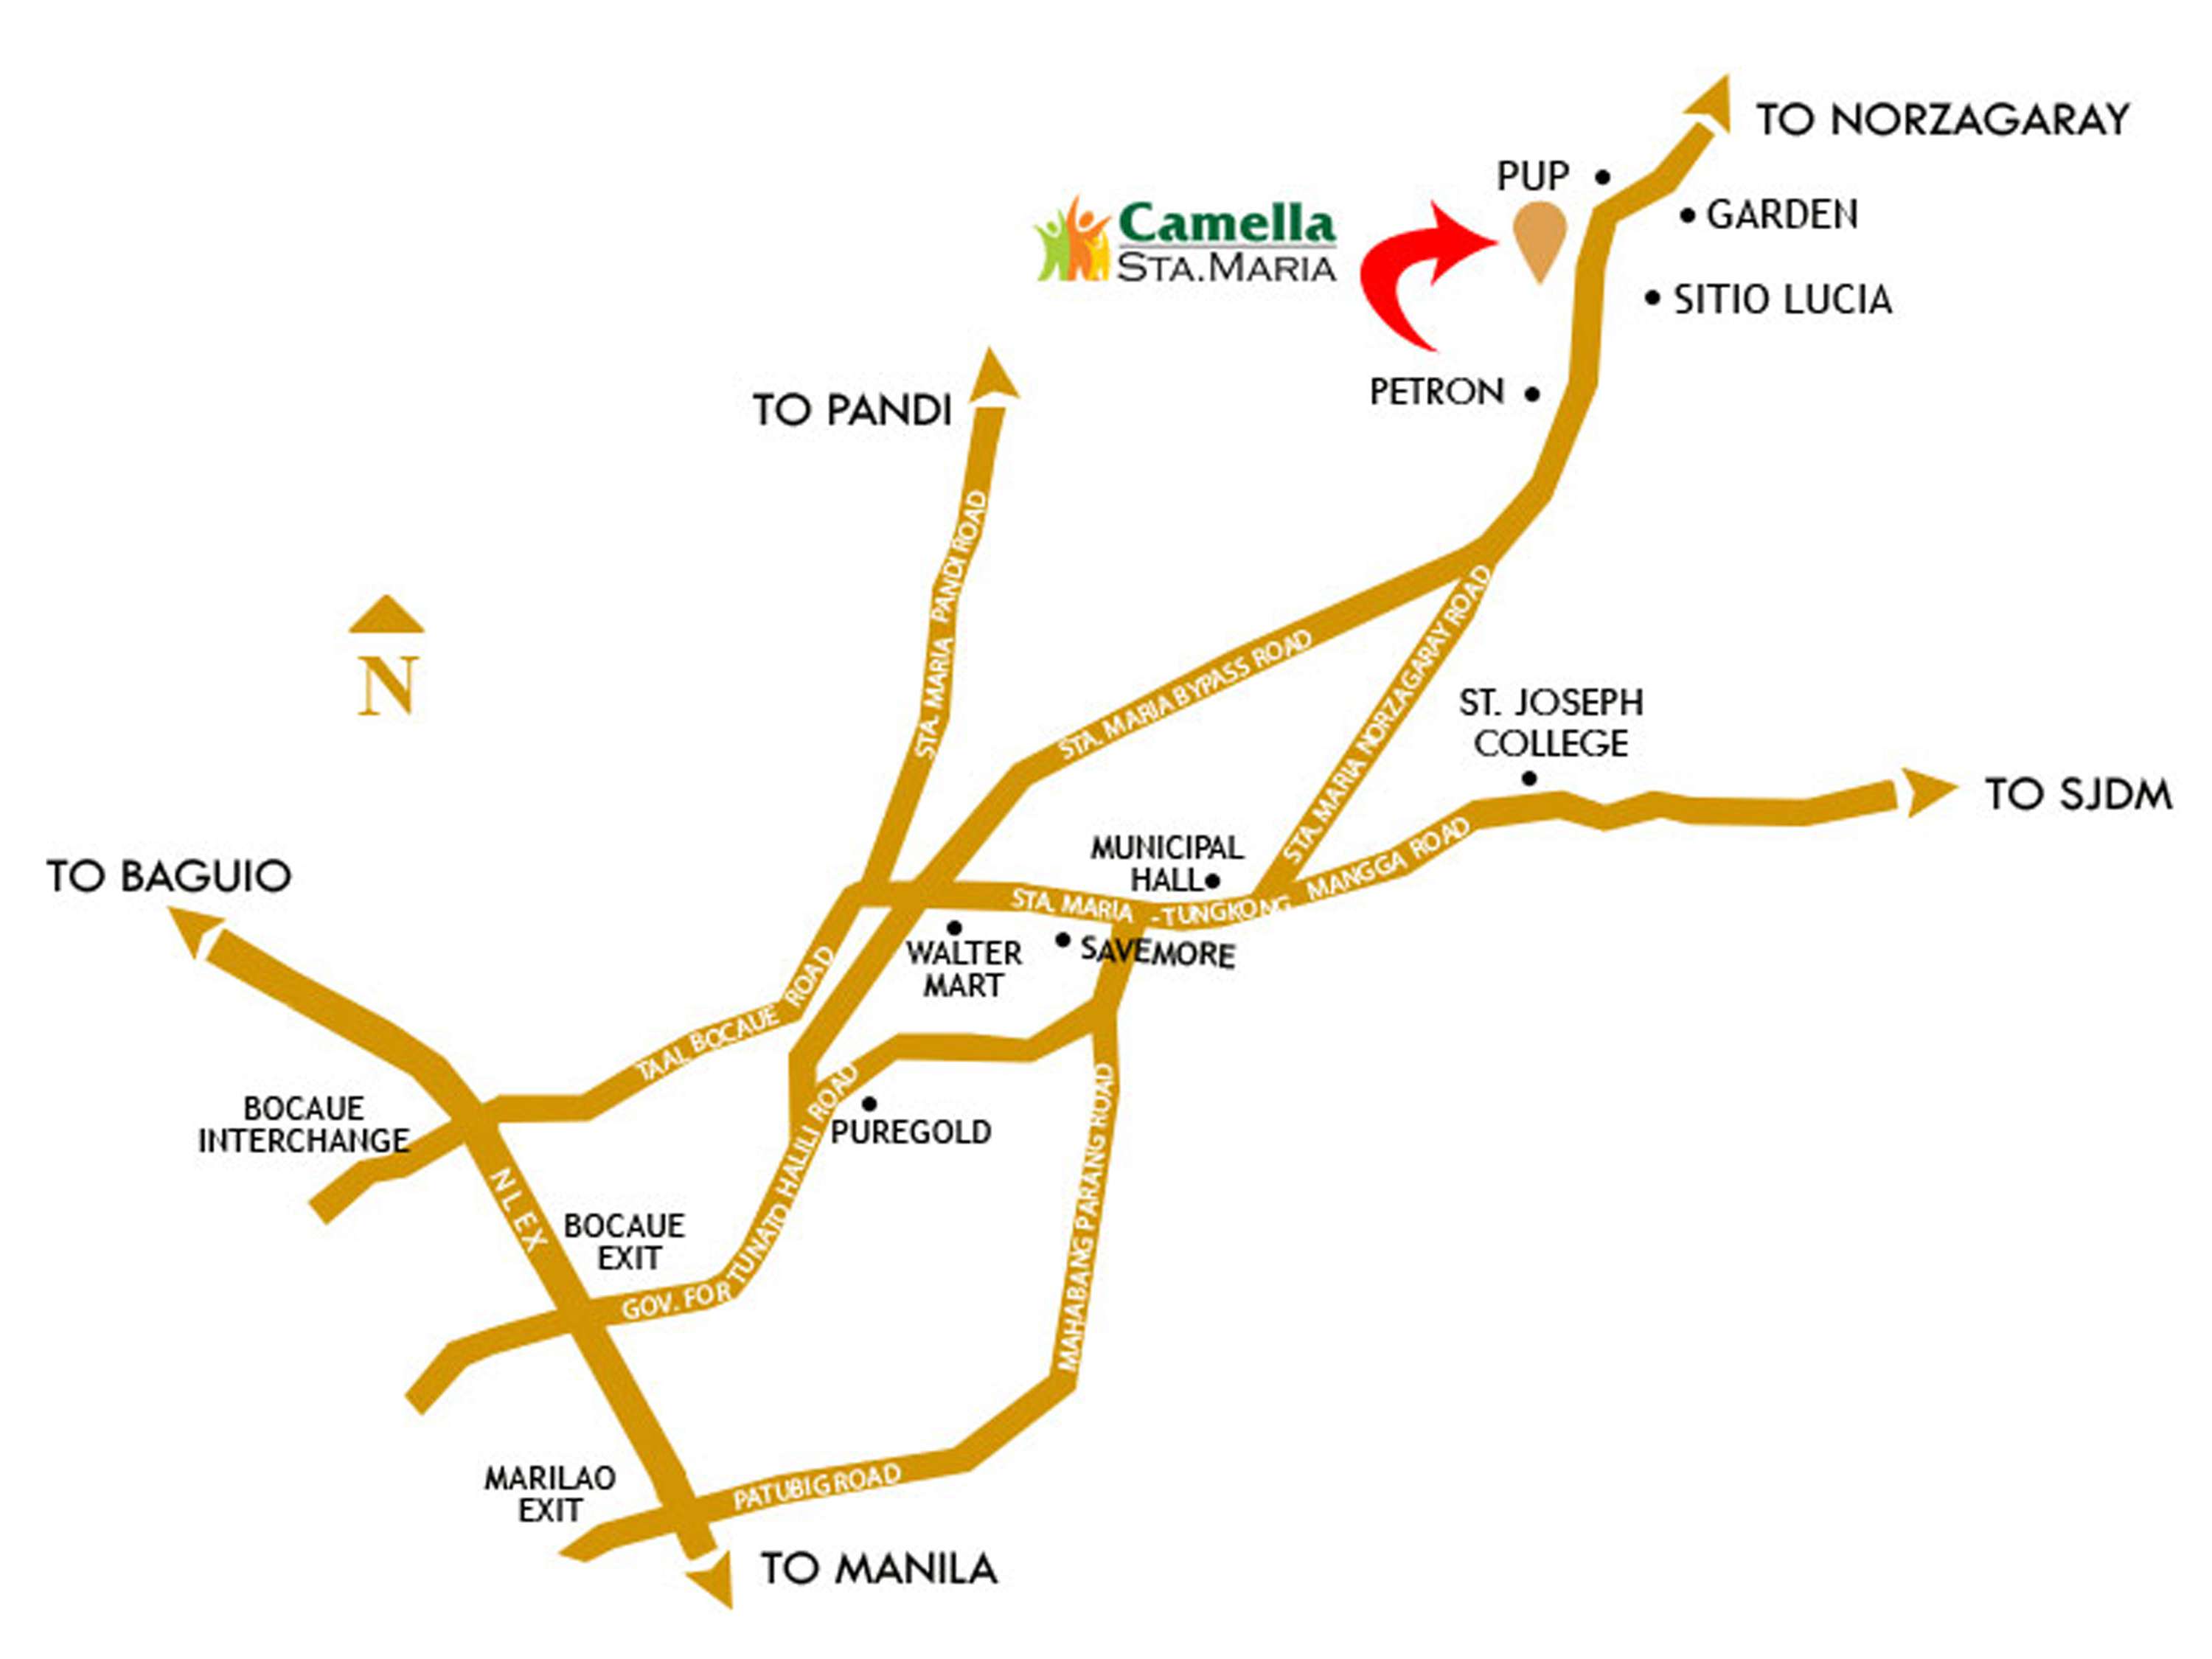 TO NORZAGARAY
PUP
GARDEN
Camella
STA.MARIA
SITIO LUCIA
PETRON
TO PANDI
STA. MARIA PANDI ROAD
N
STA. MARIA BYPASS ROAD
STA. MARIA NORZAGARAY ROAD
ST. JOSEPH
COLLEGE
TO SJDM
MUNICIPAL
HALL
TO BAGUIO
STA. MARIA -TUNGKONG MANGGA ROAD
WALTER
MART
SAVEMORE
TAAL BOCAUE ROAD
BOCAUE
INTERCHANGE
PUREGOLD
NLEX
BOCAUE
EXIT
GOV. FORTUNATO HALILI ROAD
MAHABANG PARANG ROAD
MARILAO
EXIT
PATUBIG ROAD
TO MANILA